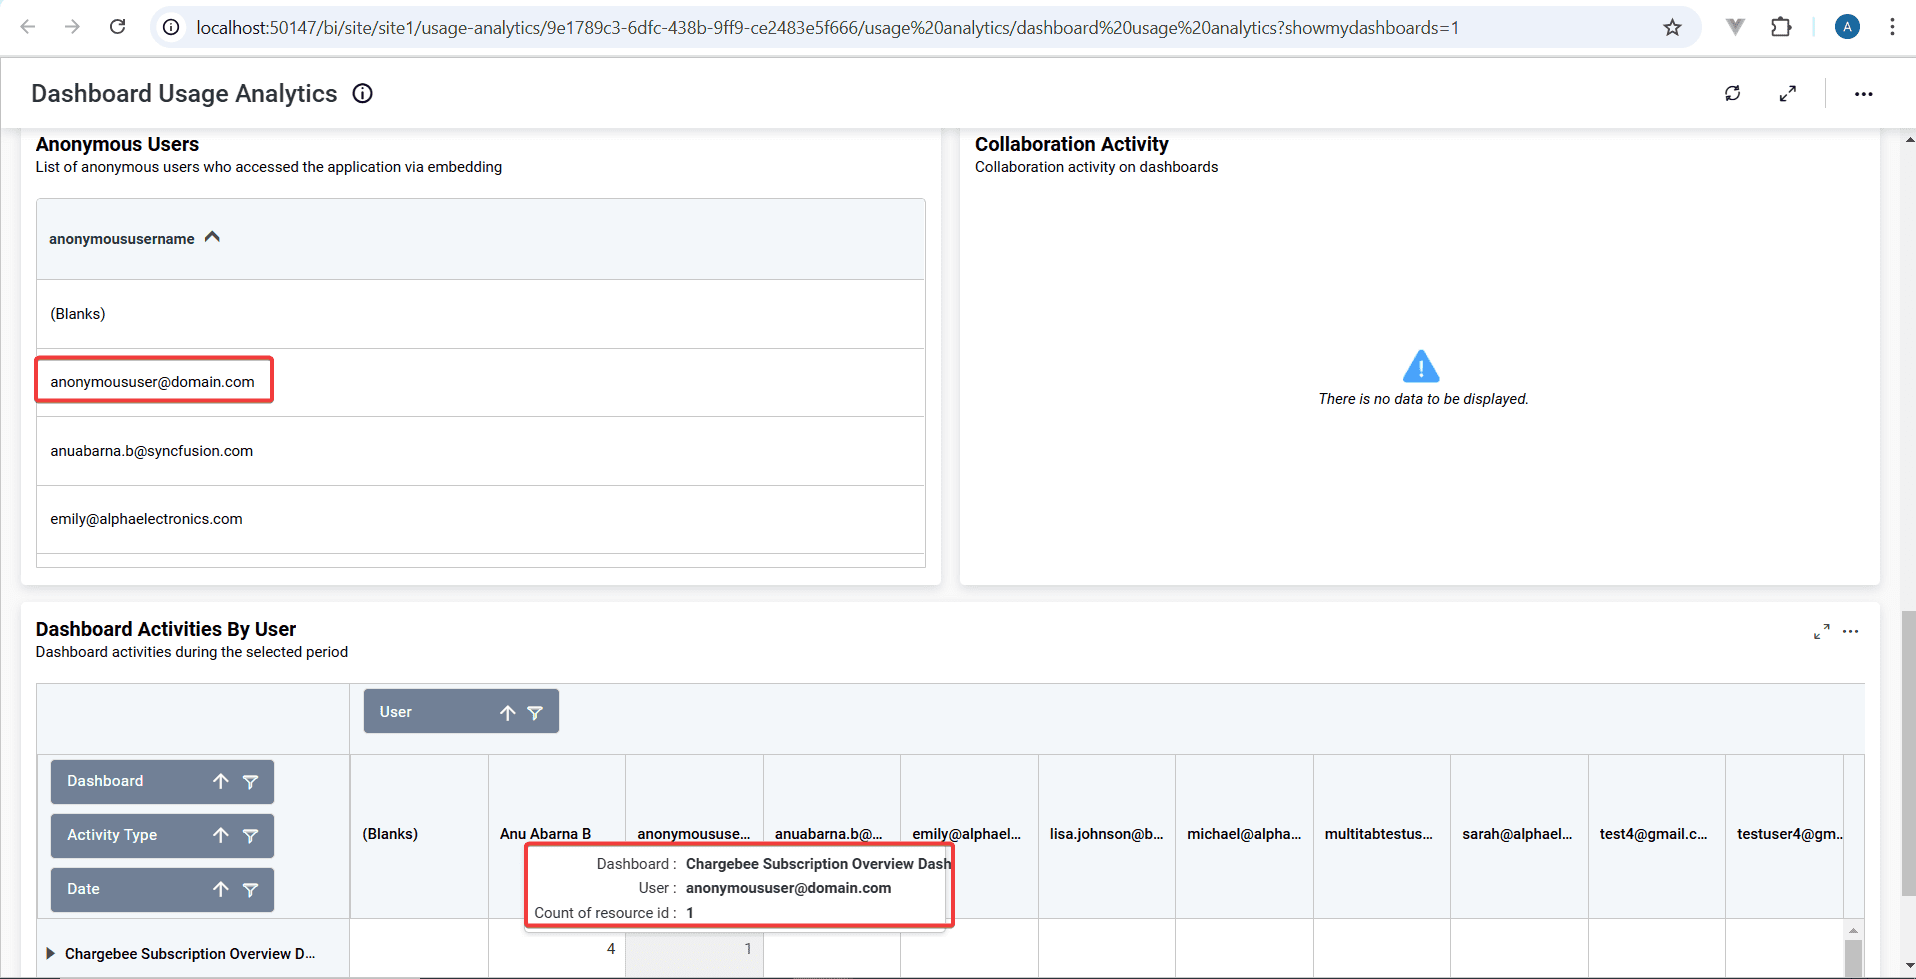 localhost:50147/bi/site/site1/usage-analytics/9e1789c3-6dfc-438b-9ff9-ce2483e5f666/usage%20analytics/dashboard%20usage%20analytics?showmydashboards=1
A
Dashboard Usage Analytics
Anonymous Users
List of anonymous users who accessed the application via embedding
anonymoususername
(Blanks)
anonymoususer@domain.com
anuabarna.b@syncfusion.com
emily@alphaelectronics.com
Collaboration Activity
Collaboration activity on dashboards
There is no data to be displayed.
Dashboard Activities By User
Dashboard activities during the selected period
User
Dashboard
Activity Type
Date
(Blanks) Anu Abarna B anonymoususe... anuabarna.b@... emily@alphael... lisa.johnson@b... michael@alpha... multitabtestus... sarah@alphael... test4@gmail.c... testuser4@gm..
Dashboard : Chargebee Subscription Overview Dash
User : anonymoususer@domain.com
Count of resource id : 1
Chargebee Subscription Overview D... 4 1